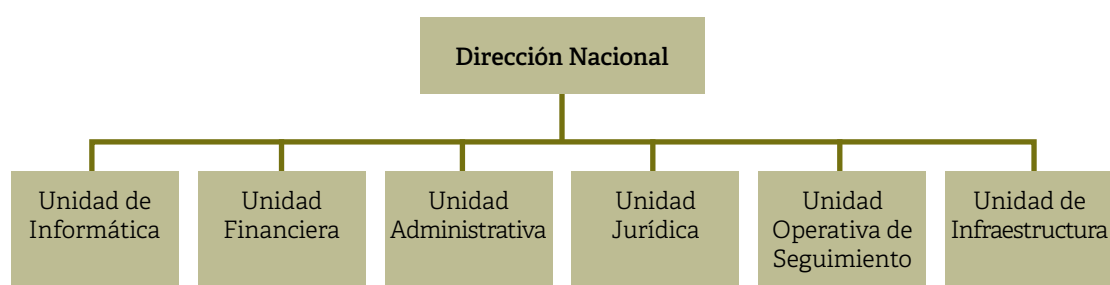 Dirección Nacional
Unidad de
Informática
Unidad
Financiera
Unidad
Administrativa
Unidad
Jurídica
Unidad
Operativa de
Seguimiento
Unidad de
Infraestructura